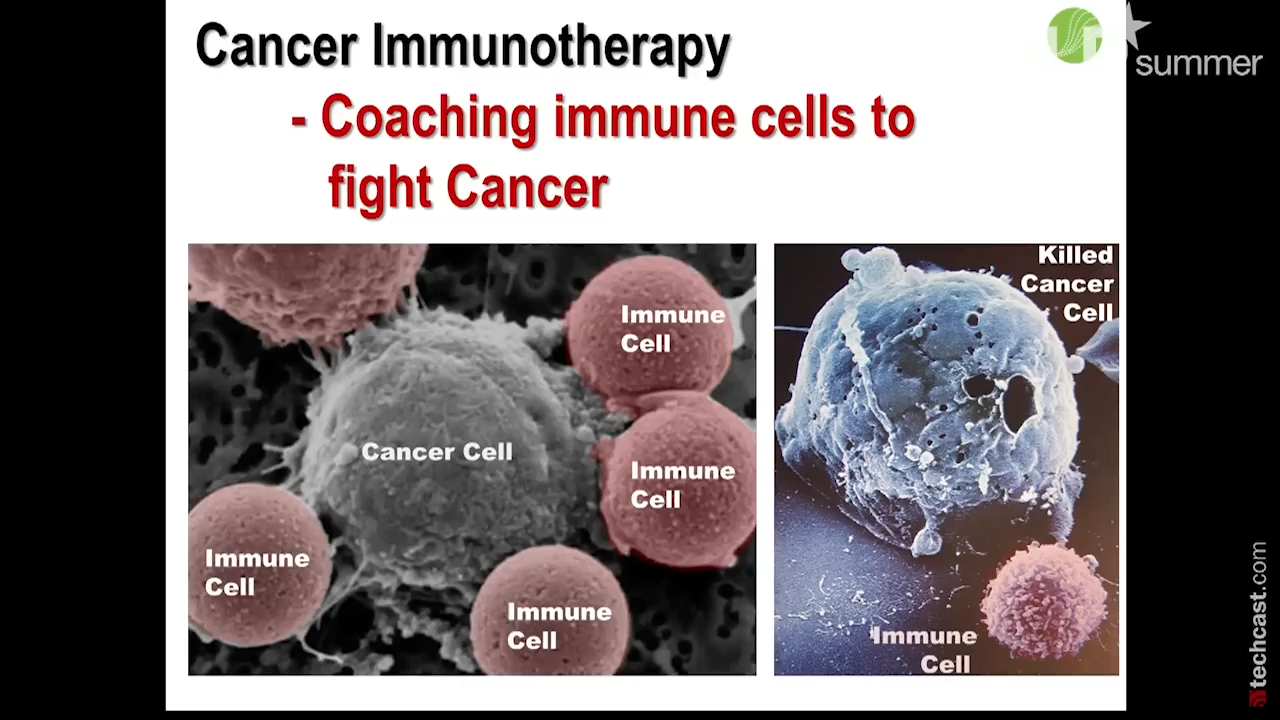 Cancer Immunotherapy
- Coaching immune cells to
fight Cancer
summer
Immune
Cell
Cancer Cell
Immune
Cell
Immune
Cell
Immune
Cell
Killed
Cancer
Cell
Immune
Cell
techcast.com